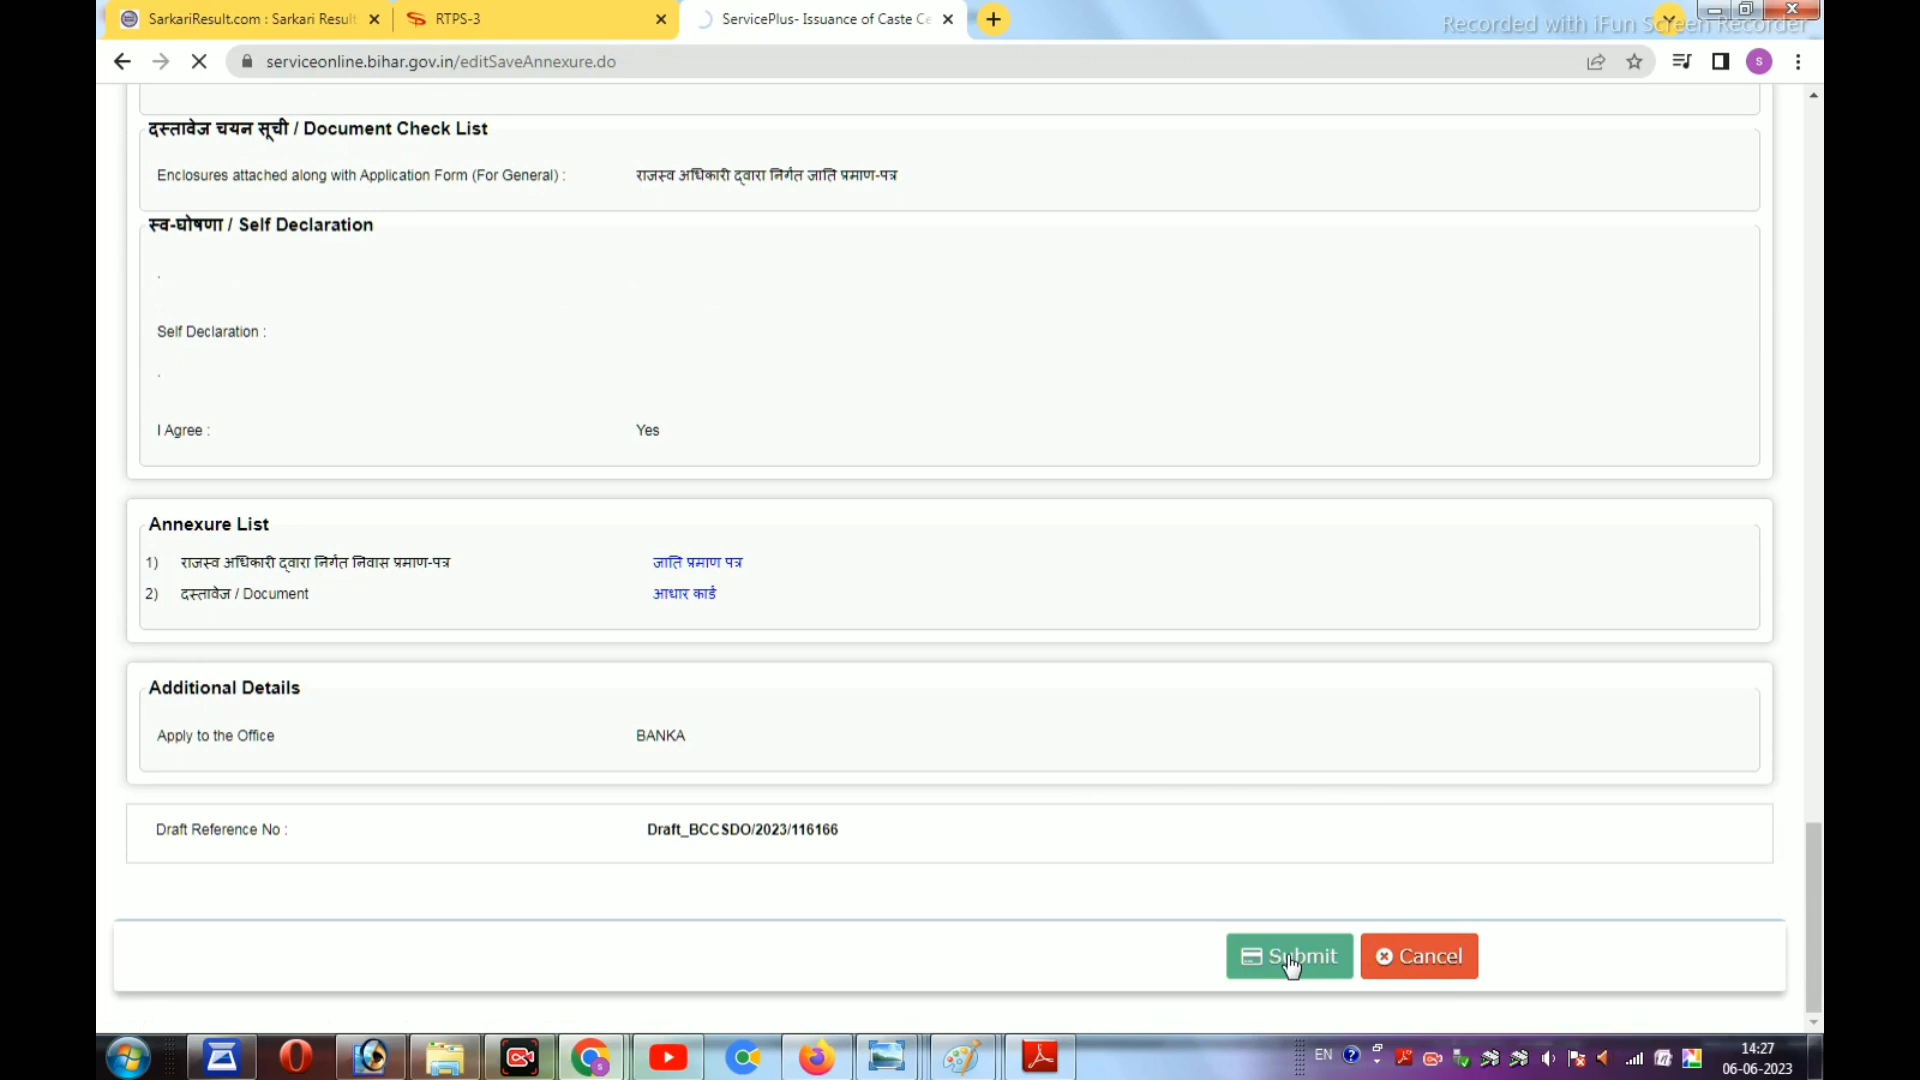 SarkariResult.com : Sarkari Result
RTPS-3
ServicePlus- Issuance of Caste Ce
Recorded with iFun Screen Recorder
serviceonline.bihar.gov.in/editSaveAnnexure.do
S
दस्तावेज चयन सूची / Document Check List
Enclosures attached along with Application Form (For General) : राजस्व अधिकारी द्वारा निर्गत जाति प्रमाण-पत्र
स्व-घोषणा / Self Declaration
.
Self Declaration :
.
I Agree : Yes
Annexure List
1) राजस्व अधिकारी द्वारा निर्गत निवास प्रमाण-पत्र जाति प्रमाण पत्र
2) दस्तावेज / Document आधार कार्ड
Additional Details
Apply to the Office BANKA
Draft Reference No : Draft_BCCSDO/2023/116166
Submit Cancel
EN 14:27
06-06-2023